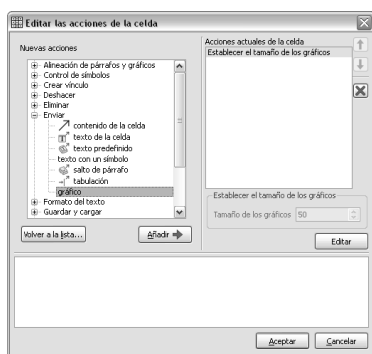 Editar las acciones de la celda
Nuevas acciones
Alineación de párrafos y gráficos
Control de símbolos
Crear vínculo
Deshacer
Eliminar
Enviar
contenido de la celda
texto de la celda
texto predefinido
texto con un símbolo
salto de párrafo
tabulación
gráfico
Formato del texto
Guardar y cargar
Volver a la lista...
Añadir
Acciones actuales de la celda
Establecer el tamaño de los gráficos
Establecer el tamaño de los gráficos
Tamaño de los gráficos 50
Editar
Aceptar
Cancelar